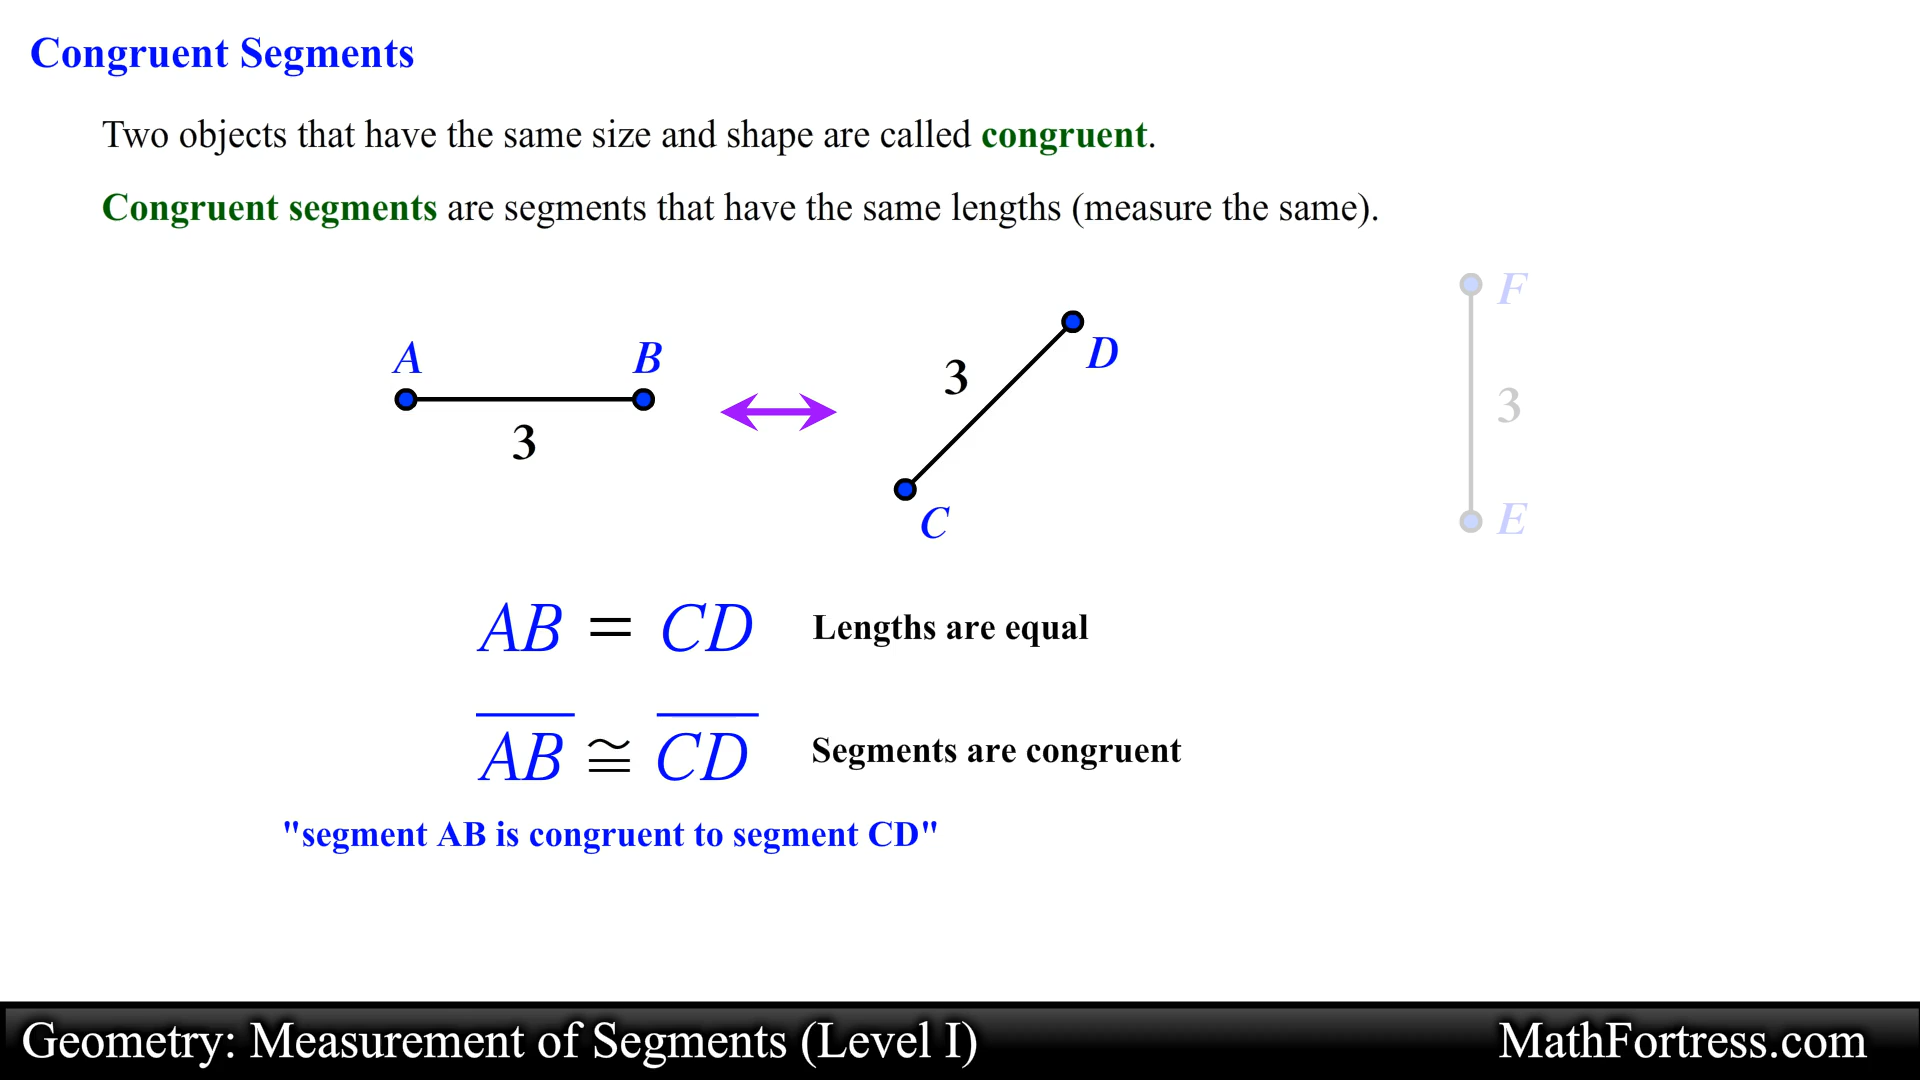 Congruent Segments
Two objects that have the same size and shape are called congruent.
Congruent segments are segments that have the same lengths (measure the same).
A B
3
3
D
C
F
3
E
AB = CD Lengths are equal
A̅B̅ ≅ C̅D̅ Segments are congruent
"segment AB is congruent to segment CD"
Geometry: Measurement of Segments (Level I) MathFortress.com